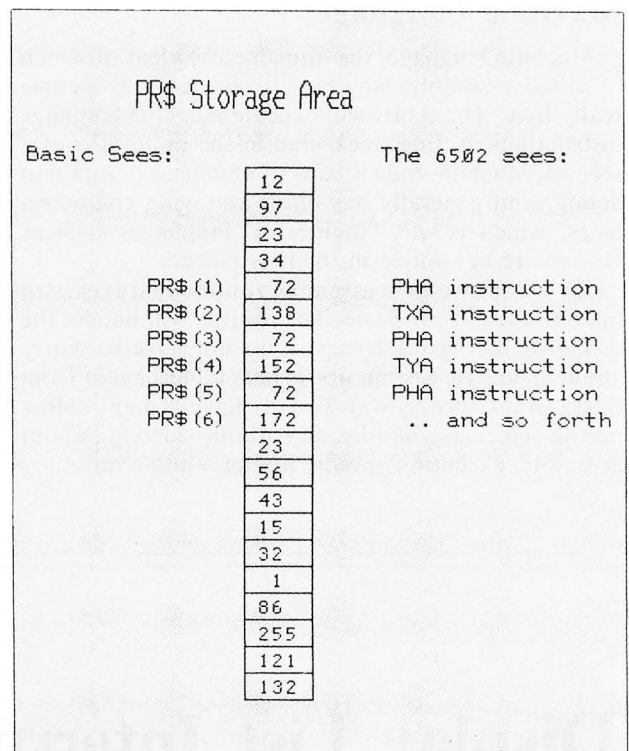 PR$ Storage Area
Basic Sees: The 6502 sees:
12
97
23
34
PR$(1) 72 PHA instruction
PR$(2) 138 TXA instruction
PR$(3) 72 PHA instruction
PR$(4) 152 TYA instruction
PR$(5) 72 PHA instruction
PR$(6) 172 .. and so forth
23
56
43
15
32
1
86
255
121
132